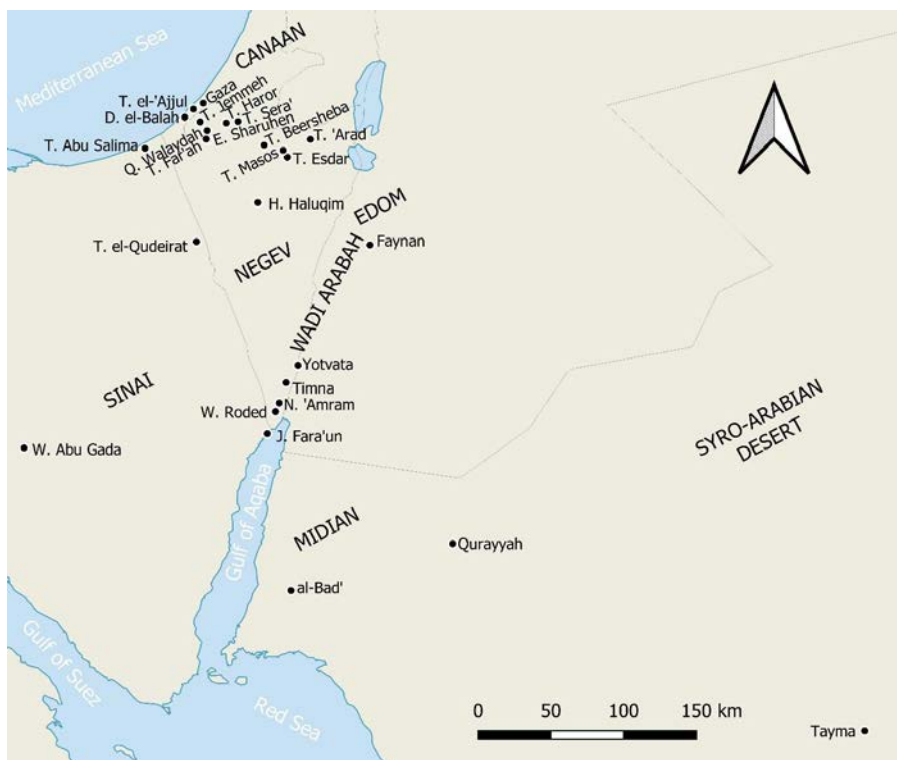 Mediterranean Sea
CANAAN
Gaza
T. el-'Ajjul
T. Jemmeh
D. el-Balah
T. Haror
T. Sera'
Q. Walaydah
E. Sharuhen
T. Far'ah
T. Abu Salima
T. Beersheba
T. 'Arad
T. Masos
T. Esdar
H. Haluqim
EDOM
T. el-Qudeirat
Faynan
NEGEV
WADI ARABAH
Yotvata
Timna
SINAI
N. 'Amram
W. Roded
J. Fara'un
W. Abu Gada
SYRO-ARABIAN
DESERT
Gulf of Aqaba
MIDIAN
Qurayyah
al-Bad'
Gulf of Suez
Red Sea
0 50 100 150 km
Tayma